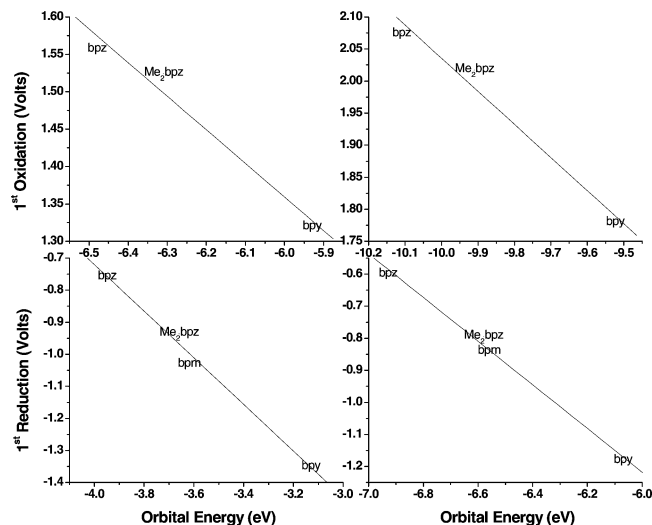 1.60
1.55
1.50
1.45
1.40
1.35
1.30
bpz
Me₂bpz
bpy
-6.5 -6.4 -6.3 -6.2 -6.1 -6.0 -5.9
2.10
2.05
2.00
1.95
1.90
1.85
1.80
1.75
bpz
Me₂bpz
bpy
-10.2 -10.1 -10.0 -9.9 -9.8 -9.7 -9.6 -9.5
1ˢᵗ Oxidation (Volts)
-0.7
-0.8
-0.9
-1.0
-1.1
-1.2
-1.3
-1.4
bpz
Me₂bpz
bpm
bpy
-4.0 -3.8 -3.6 -3.4 -3.2 -3.0
-0.6
-0.8
-1.0
-1.2
bpz
Me₂bpz
bpm
bpy
-7.0 -6.8 -6.6 -6.4 -6.2 -6.0
1ˢᵗ Reduction (Volts)
Orbital Energy (eV)
Orbital Energy (eV)